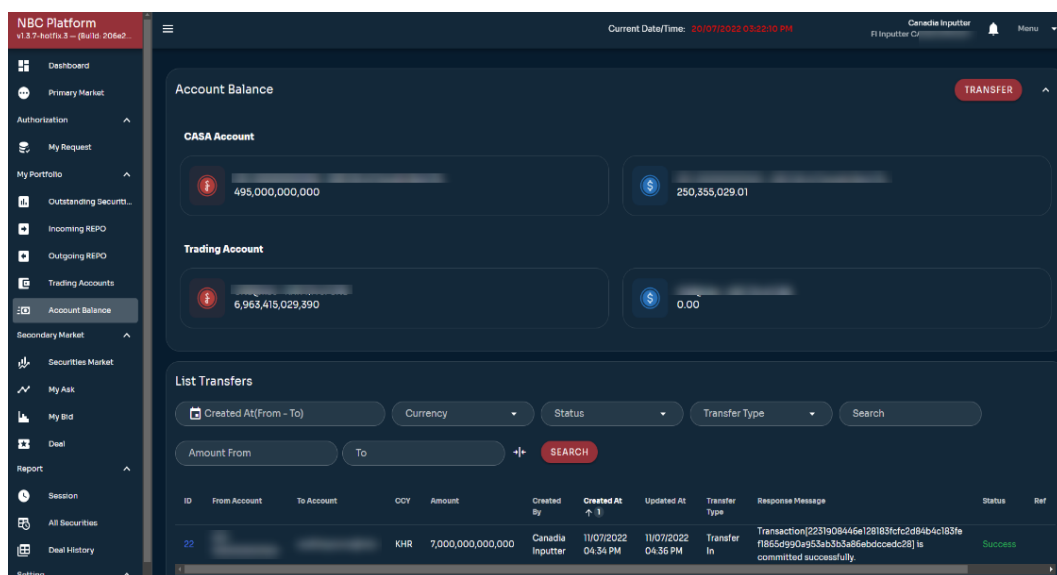 NBC Platform
v1.3.7-hotfix.3 — (Build: 206e2...
Current Date/Time: 20/07/2022 03:22:10 PM
Canadia Inputter
FI Inputter
Menu
Dashboard
Primary Market
Authorization
My Request
My Portfolio
Outstanding Securiti...
Incoming REPO
Outgoing REPO
Trading Accounts
Account Balance
Secondary Market
Securities Market
My Ask
My Bid
Deal
Report
Session
All Securities
Deal History
Setting
Account Balance
TRANSFER
CASA Account
495,000,000,000
250,355,029.01
Trading Account
6,963,415,029,390
0.00
List Transfers
Created At(From - To)
Currency
Status
Transfer Type
Search
Amount From
To
SEARCH
ID From Account To Account CCY Amount Created By Created At 1 Updated At Transfer Type Response Message Status Ref
22 KHR 7,000,000,000,000 Canadia Inputter 11/07/2022 04:34 PM 11/07/2022 04:36 PM Transfer In
Transaction[2231908446e128183fcfc2d84b4c183fe
f1865d990a953ab3b3a86ebdccedc28] is
committed successfully.
Success